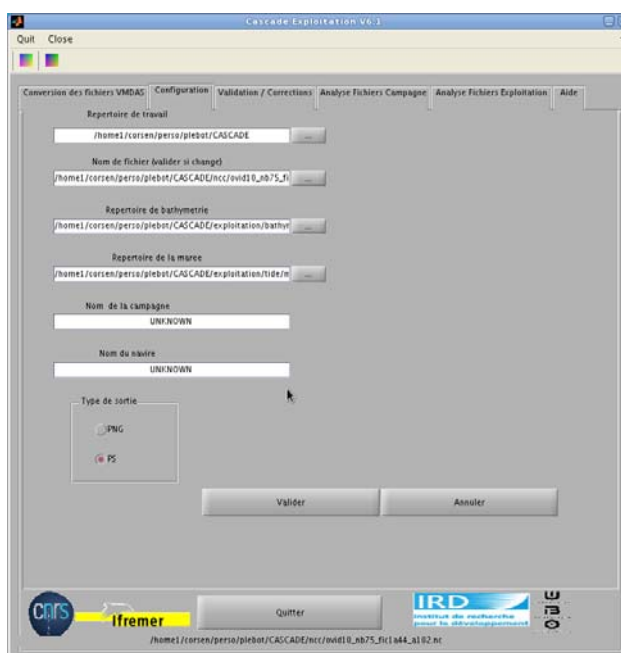 Cascade Exploitation V6.1
Quit Close
Conversion des fichiers VMDAS Configuration Validation / Corrections Analyse Fichiers Campagne Analyse Fichiers Exploitation Aide
Repertoire de travail
/home1/corsen/perso/plebot/CASCADE ...
Nom de fichier (valider si change)
/home1/corsen/perso/plebot/CASCADE/ncc/ovid10_nb75_fi ...
Repertoire de bathymetrie
/home1/corsen/perso/plebot/CASCADE/exploitation/bathyr ...
Repertoire de la maree
/home1/corsen/perso/plebot/CASCADE/exploitation/tide/m ...
Nom de la campagne
UNKNOWN
Nom du navire
UNKNOWN
Type de sortie
PNG
PS
Valider Annuler
cnrs Ifremer Quitter IRD UBO
Institut de recherche
pour le développement
/home1/corsen/perso/plebot/CASCADE/ncc/ovid10_nb75_fic1a44_a102.nc